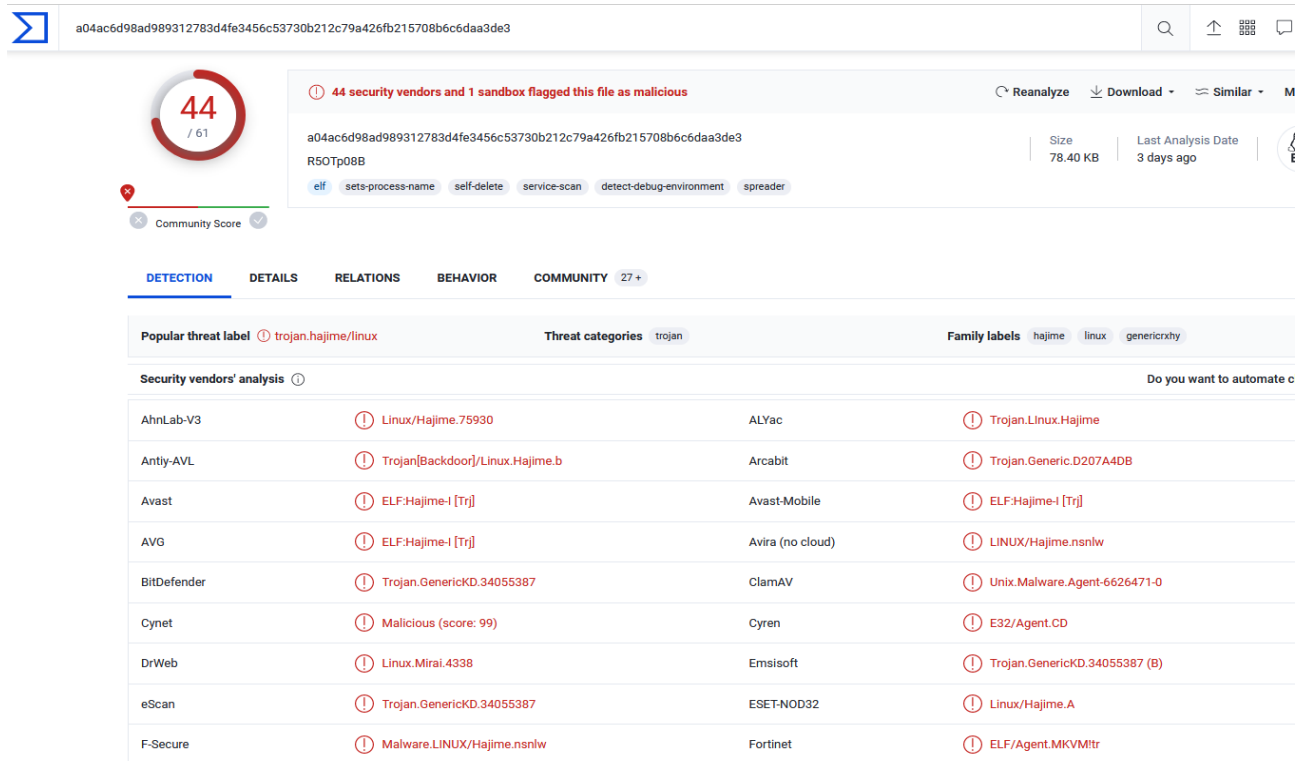 a04ac6d98ad989312783d4fe3456c53730b212c79a426fb215708b6c6daa3de3
44
/ 61
44 security vendors and 1 sandbox flagged this file as malicious
Reanalyze Download Similar M
a04ac6d98ad989312783d4fe3456c53730b212c79a426fb215708b6c6daa3de3
R5OTp08B
elf sets-process-name self-delete service-scan detect-debug-environment spreader
Size
78.40 KB
Last Analysis Date
3 days ago
Community Score
DETECTION DETAILS RELATIONS BEHAVIOR COMMUNITY 27 +
Popular threat label trojan.hajime/linux Threat categories trojan Family labels hajime linux genericrxhy
Security vendors' analysis Do you want to automate c
AhnLab-V3 Linux/Hajime.75930 ALYac Trojan.LInux.Hajime
Antiy-AVL Trojan[Backdoor]/Linux.Hajime.b Arcabit Trojan.Generic.D207A4DB
Avast ELF:Hajime-I [Trj] Avast-Mobile ELF:Hajime-I [Trj]
AVG ELF:Hajime-I [Trj] Avira (no cloud) LINUX/Hajime.nsnlw
BitDefender Trojan.GenericKD.34055387 ClamAV Unix.Malware.Agent-6626471-0
Cynet Malicious (score: 99) Cyren E32/Agent.CD
DrWeb Linux.Mirai.4338 Emsisoft Trojan.GenericKD.34055387 (B)
eScan Trojan.GenericKD.34055387 ESET-NOD32 Linux/Hajime.A
F-Secure Malware.LINUX/Hajime.nsnlw Fortinet ELF/Agent.MKVM!tr